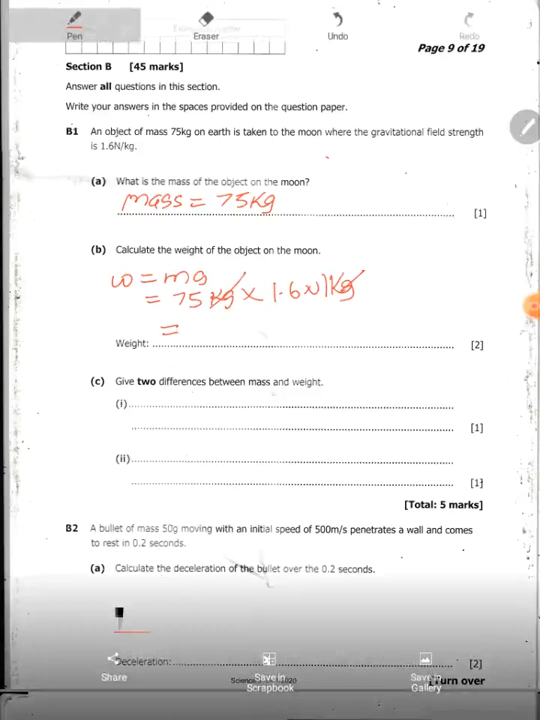 Pen
Eraser
Undo
Redo
Page 9 of 19
Section B [45 marks]
Answer all questions in this section.
Write your answers in the spaces provided on the question paper.
B1 An object of mass 75kg on earth is taken to the moon where the gravitational field strength
is 1.6N/kg.
(a) What is the mass of the object on the moon?
mass = 75kg
[1]
(b) Calculate the weight of the object on the moon.
w = mg
= 75kg × 1.6N/kg
=
Weight: [2]
(c) Give two differences between mass and weight.
(i)
[1]
(ii)
[1]
[Total: 5 marks]
B2 A bullet of mass 50g moving with an initial speed of 500m/s penetrates a wall and comes
to rest in 0.2 seconds.
(a) Calculate the deceleration of the bullet over the 0.2 seconds.
Deceleration: [2]
Share
Save in
Scrapbook
Save in
Gallery
Turn over